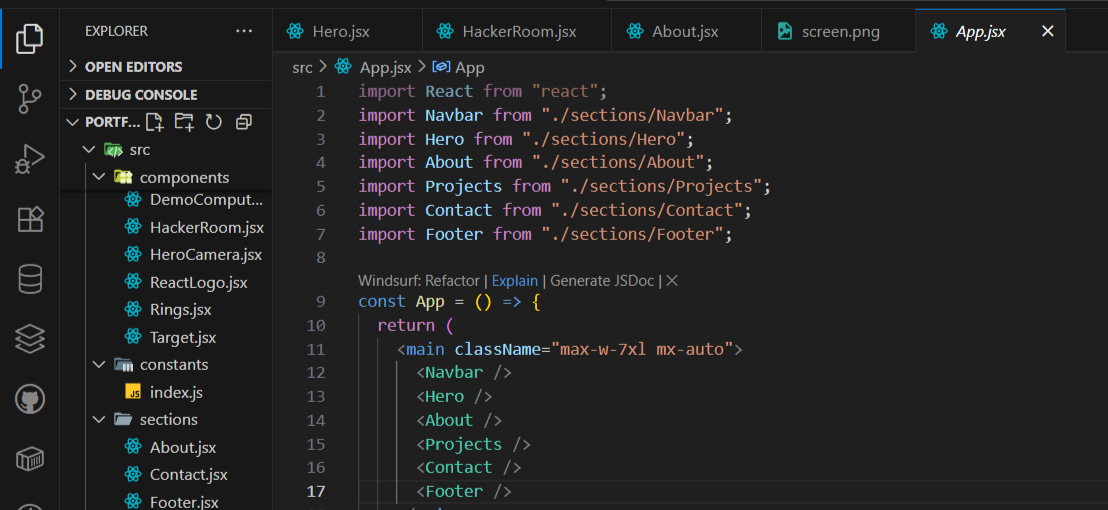 EXPLORER ...
Hero.jsx
HackerRoom.jsx
About.jsx
screen.png
App.jsx
OPEN EDITORS
DEBUG CONSOLE
PORTF...
src
components
DemoComput...
HackerRoom.jsx
HeroCamera.jsx
ReactLogo.jsx
Rings.jsx
Target.jsx
constants
JS index.js
sections
About.jsx
Contact.jsx
Footer.jsx
src > App.jsx > App
1 import React from "react";
2 import Navbar from "./sections/Navbar";
3 import Hero from "./sections/Hero";
4 import About from "./sections/About";
5 import Projects from "./sections/Projects";
6 import Contact from "./sections/Contact";
7 import Footer from "./sections/Footer";
8
Windsurf: Refactor | Explain | Generate JSDoc | X
9 const App = () => {
10 return (
11 <main className="max-w-7xl mx-auto">
12 <Navbar />
13 <Hero />
14 <About />
15 <Projects />
16 <Contact />
17 <Footer />